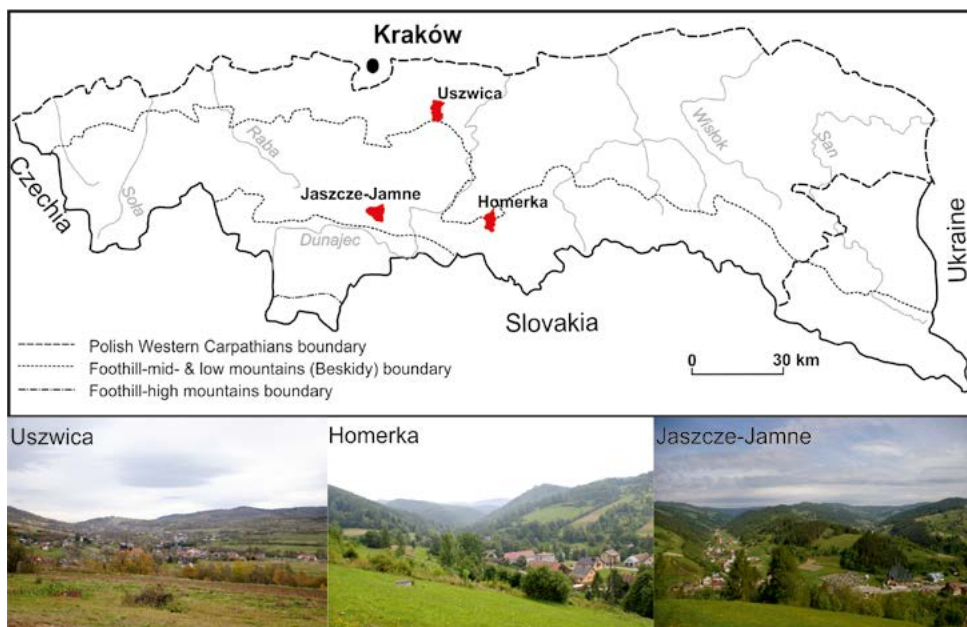 Kraków
Uszwica
Raba
Wisłok
San
Czechia
Soła
Jaszcze-Jamne
Homerka
Dunajec
Ukraine
Slovakia
Polish Western Carpathians boundary
Foothill-mid- & low mountains (Beskidy) boundary
Foothill-high mountains boundary
0 30 km
Uszwica
Homerka
Jaszcze-Jamne